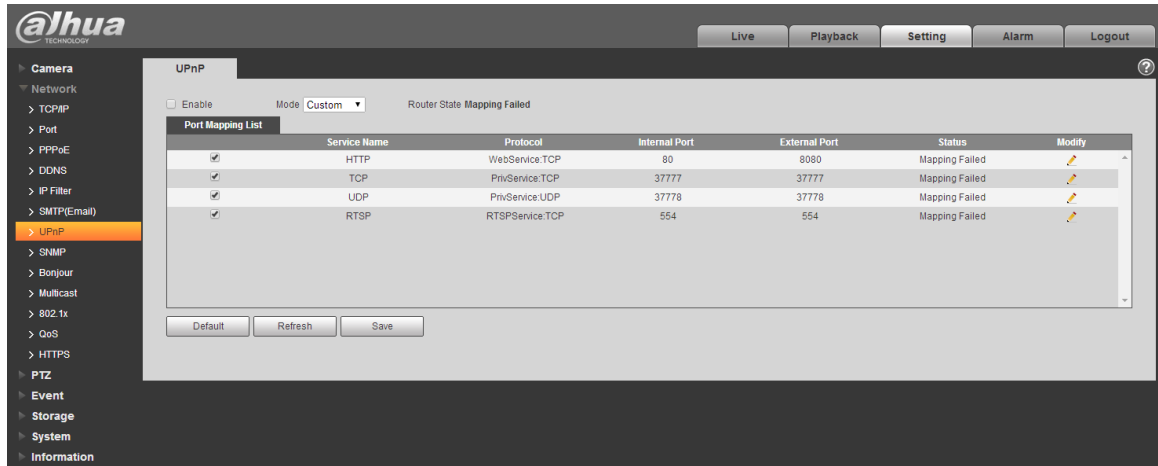 alhua
TECHNOLOGY
Live Playback Setting Alarm Logout
Camera
Network
TCP/IP
Port
PPPoE
DDNS
IP Filter
SMTP(Email)
UPnP
SNMP
Bonjour
Multicast
802.1x
QoS
HTTPS
PTZ
Event
Storage
System
Information
UPnP
Enable Mode Custom Router State Mapping Failed
Port Mapping List
Service Name Protocol Internal Port External Port Status Modify
HTTP WebService:TCP 80 8080 Mapping Failed
TCP PrivService:TCP 37777 37777 Mapping Failed
UDP PrivService:UDP 37778 37778 Mapping Failed
RTSP RTSPService:TCP 554 554 Mapping Failed
Default Refresh Save